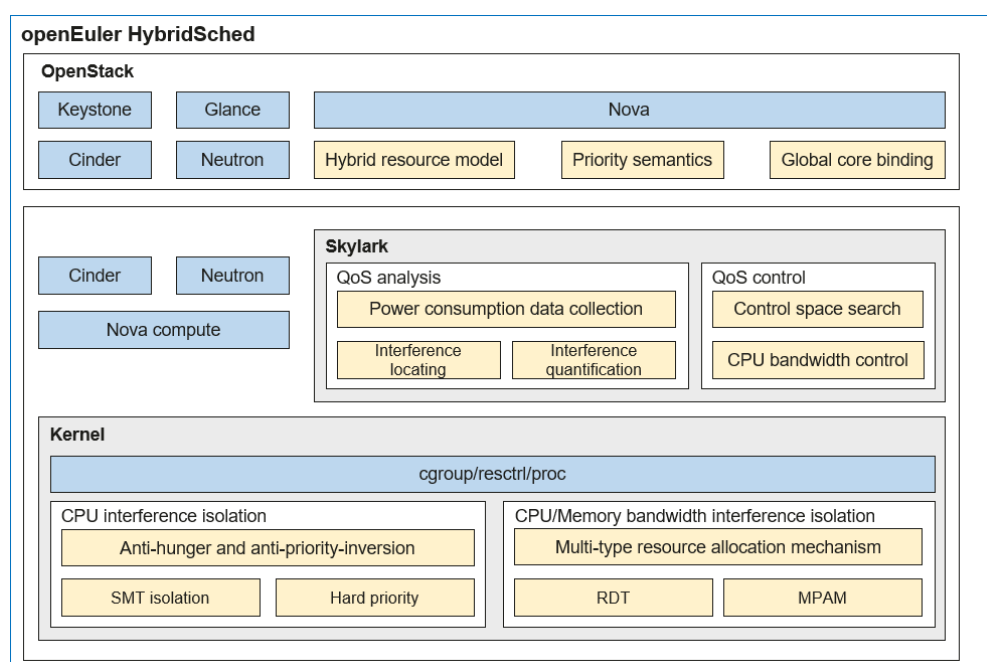 openEuler HybridSched
OpenStack
Keystone
Glance
Nova
Cinder
Neutron
Hybrid resource model
Priority semantics
Global core binding
Skylark
Cinder
Neutron
Nova compute
QoS analysis
Power consumption data collection
Interference
locating
Interference
quantification
QoS control
Control space search
CPU bandwidth control
Kernel
cgroup/resctrl/proc
CPU interference isolation
Anti-hunger and anti-priority-inversion
SMT isolation
Hard priority
CPU/Memory bandwidth interference isolation
Multi-type resource allocation mechanism
RDT
MPAM